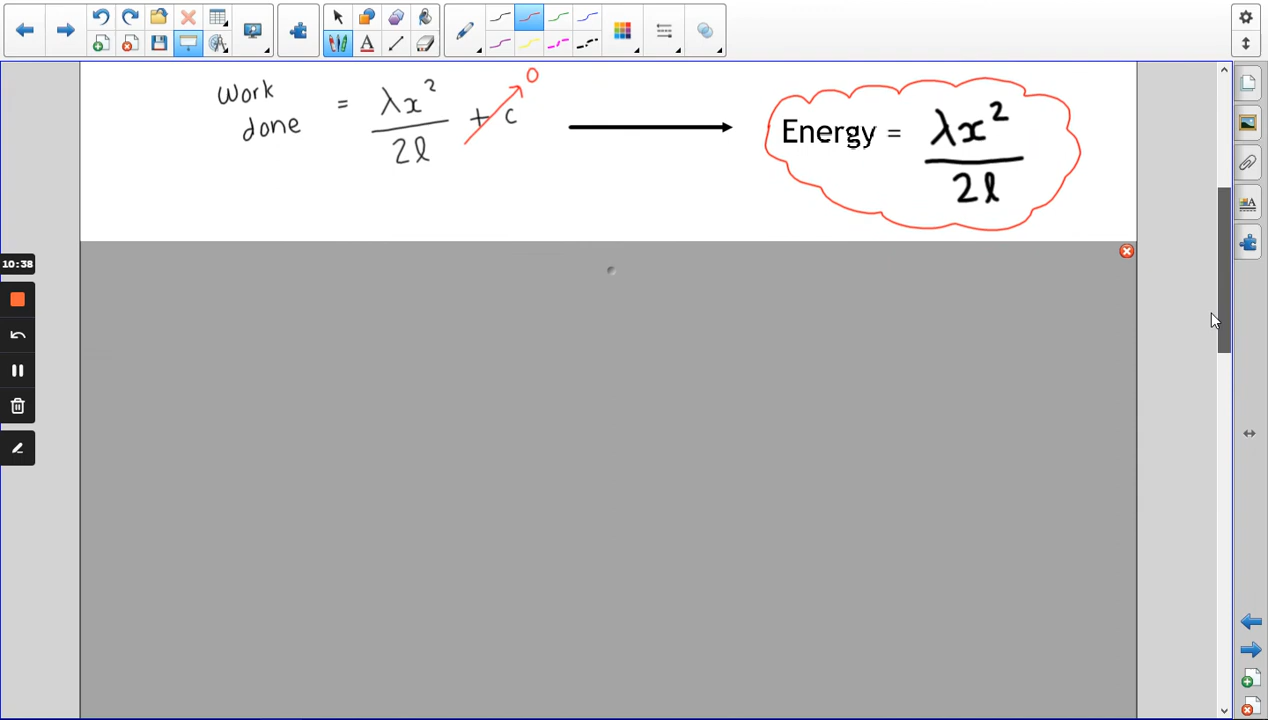 Work done = λx² / 2l + c → 0
Energy = λx² / 2l
10:38